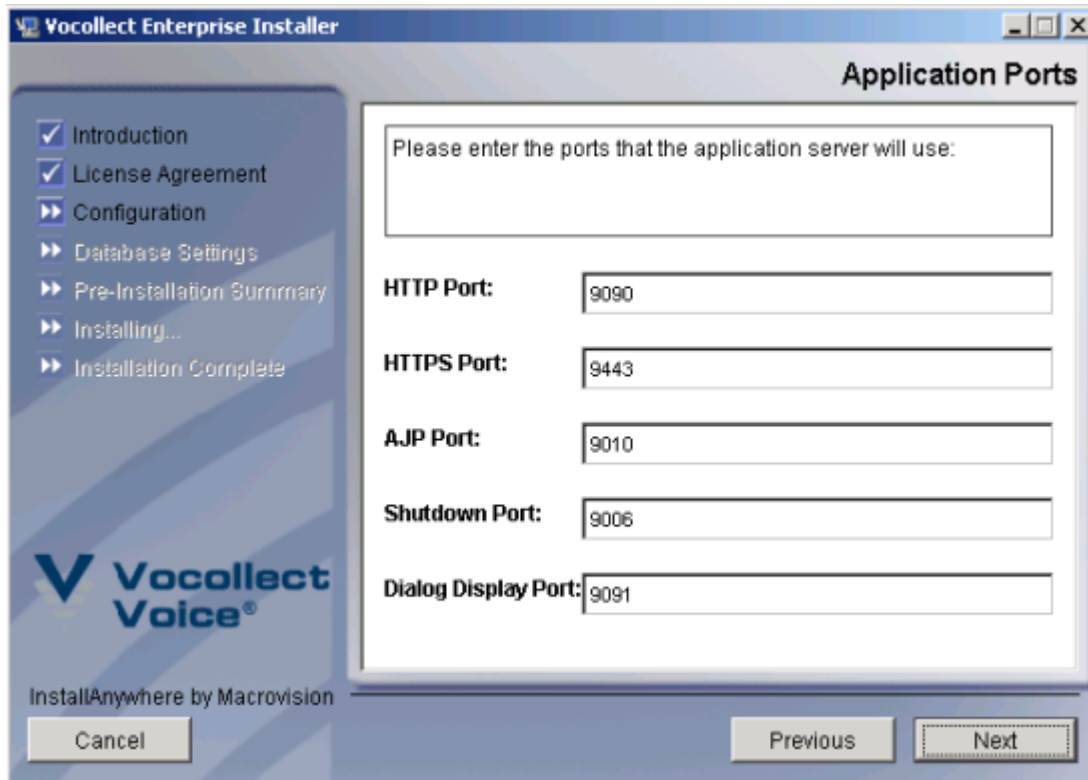 Vocollect Enterprise Installer
Application Ports
Introduction
License Agreement
Configuration
Database Settings
Pre-Installation Summary
Installing...
Installation Complete
Please enter the ports that the application server will use:
HTTP Port: 9090
HTTPS Port: 9443
AJP Port: 9010
Shutdown Port: 9006
Dialog Display Port: 9091
Vocollect
Voice®
InstallAnywhere by Macrovision
Cancel Previous Next